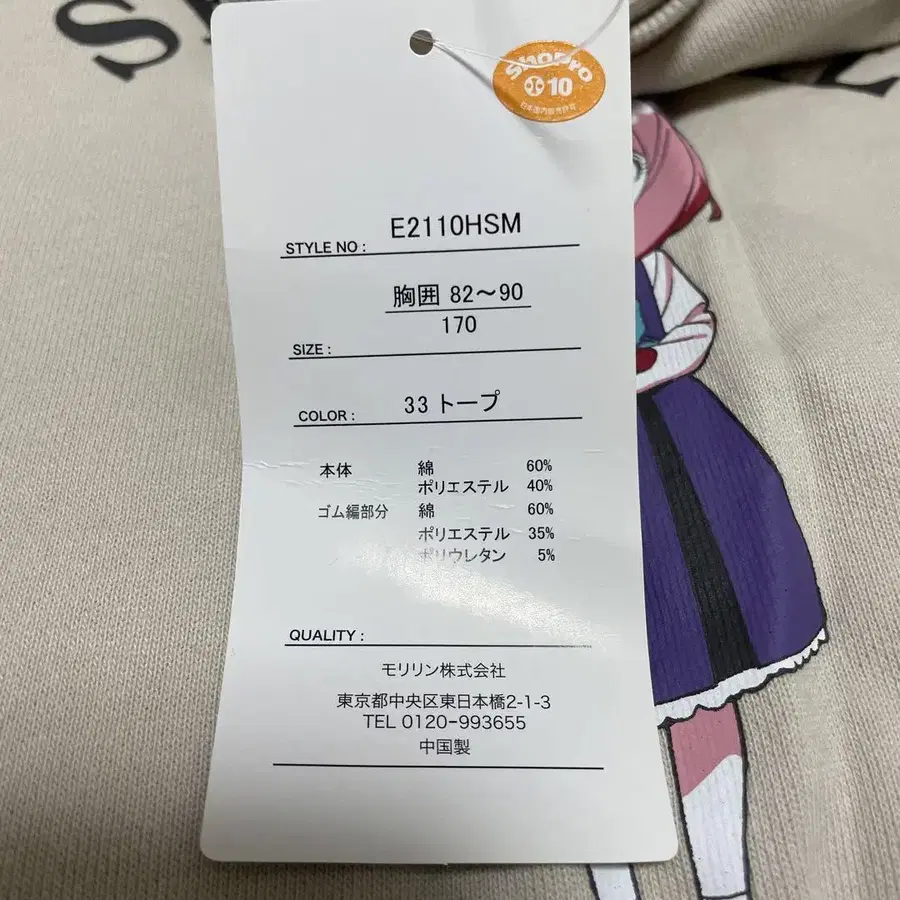 ShoPro
10
日本国内販売許可
STYLE NO : E2110HSM
胸囲 82〜90
170
SIZE :
COLOR : 33 トープ
本体 綿 60%
ポリエステル 40%
ゴム編部分 綿 60%
ポリエステル 35%
ポリウレタン 5%
QUALITY :
モリリン株式会社
東京都中央区東日本橋2-1-3
TEL 0120-993655
中国製